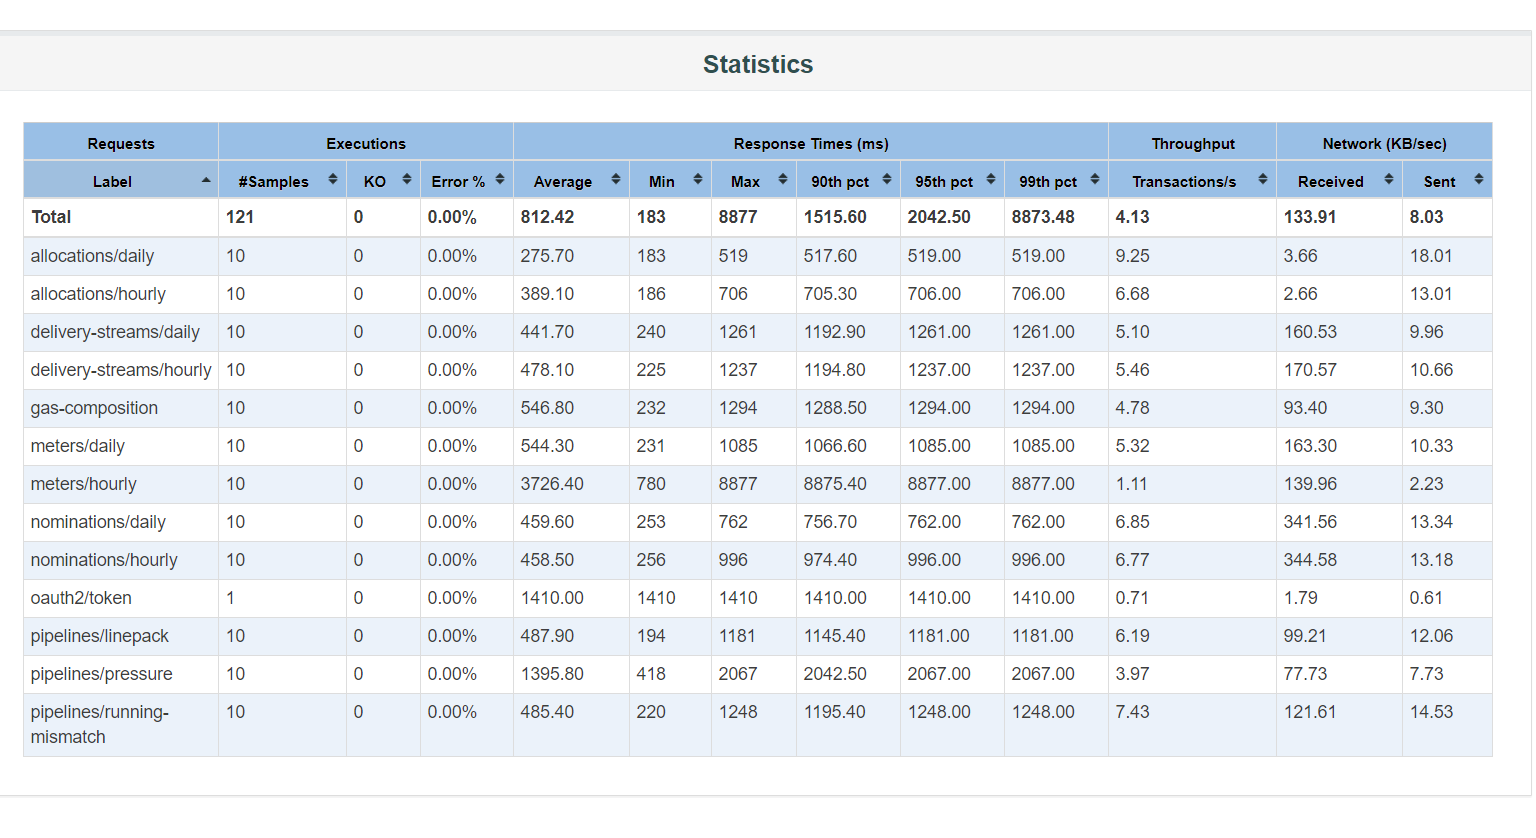 Statistics
Requests Executions Response Times (ms) Throughput Network (KB/sec)
Label #Samples KO Error % Average Min Max 90th pct 95th pct 99th pct Transactions/s Received Sent
Total 121 0 0.00% 812.42 183 8877 1515.60 2042.50 8873.48 4.13 133.91 8.03
allocations/daily 10 0 0.00% 275.70 183 519 517.60 519.00 519.00 9.25 3.66 18.01
allocations/hourly 10 0 0.00% 389.10 186 706 705.30 706.00 706.00 6.68 2.66 13.01
delivery-streams/daily 10 0 0.00% 441.70 240 1261 1192.90 1261.00 1261.00 5.10 160.53 9.96
delivery-streams/hourly 10 0 0.00% 478.10 225 1237 1194.80 1237.00 1237.00 5.46 170.57 10.66
gas-composition 10 0 0.00% 546.80 232 1294 1288.50 1294.00 1294.00 4.78 93.40 9.30
meters/daily 10 0 0.00% 544.30 231 1085 1066.60 1085.00 1085.00 5.32 163.30 10.33
meters/hourly 10 0 0.00% 3726.40 780 8877 8875.40 8877.00 8877.00 1.11 139.96 2.23
nominations/daily 10 0 0.00% 459.60 253 762 756.70 762.00 762.00 6.85 341.56 13.34
nominations/hourly 10 0 0.00% 458.50 256 996 974.40 996.00 996.00 6.77 344.58 13.18
oauth2/token 1 0 0.00% 1410.00 1410 1410 1410.00 1410.00 1410.00 0.71 1.79 0.61
pipelines/linepack 10 0 0.00% 487.90 194 1181 1145.40 1181.00 1181.00 6.19 99.21 12.06
pipelines/pressure 10 0 0.00% 1395.80 418 2067 2042.50 2067.00 2067.00 3.97 77.73 7.73
pipelines/running- 10 0 0.00% 485.40 220 1248 1195.40 1248.00 1248.00 7.43 121.61 14.53
mismatch